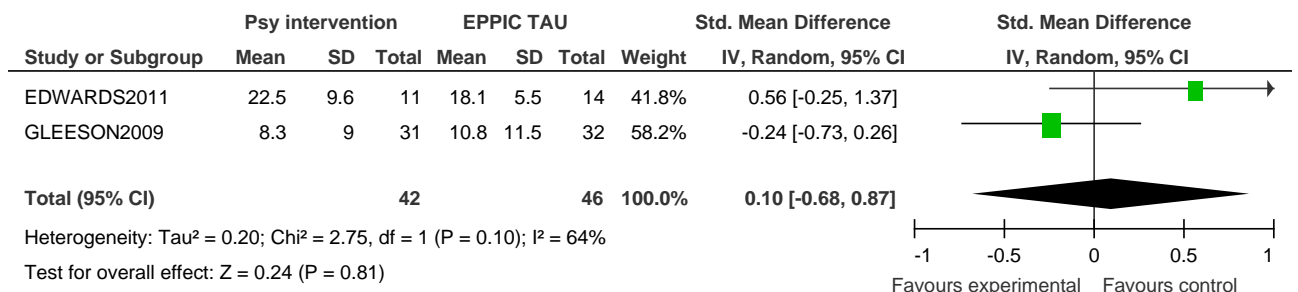 Psy intervention EPPIC TAU Std. Mean Difference Std. Mean Difference
Study or Subgroup Mean SD Total Mean SD Total Weight IV, Random, 95% CI IV, Random, 95% CI
EDWARDS2011 22.5 9.6 11 18.1 5.5 14 41.8% 0.56 [-0.25, 1.37]
GLEESON2009 8.3 9 31 10.8 11.5 32 58.2% -0.24 [-0.73, 0.26]
Total (95% CI) 42 46 100.0% 0.10 [-0.68, 0.87]
Heterogeneity: Tau² = 0.20; Chi² = 2.75, df = 1 (P = 0.10); I² = 64%
Test for overall effect: Z = 0.24 (P = 0.81)
-1 -0.5 0 0.5 1
Favours experimental Favours control